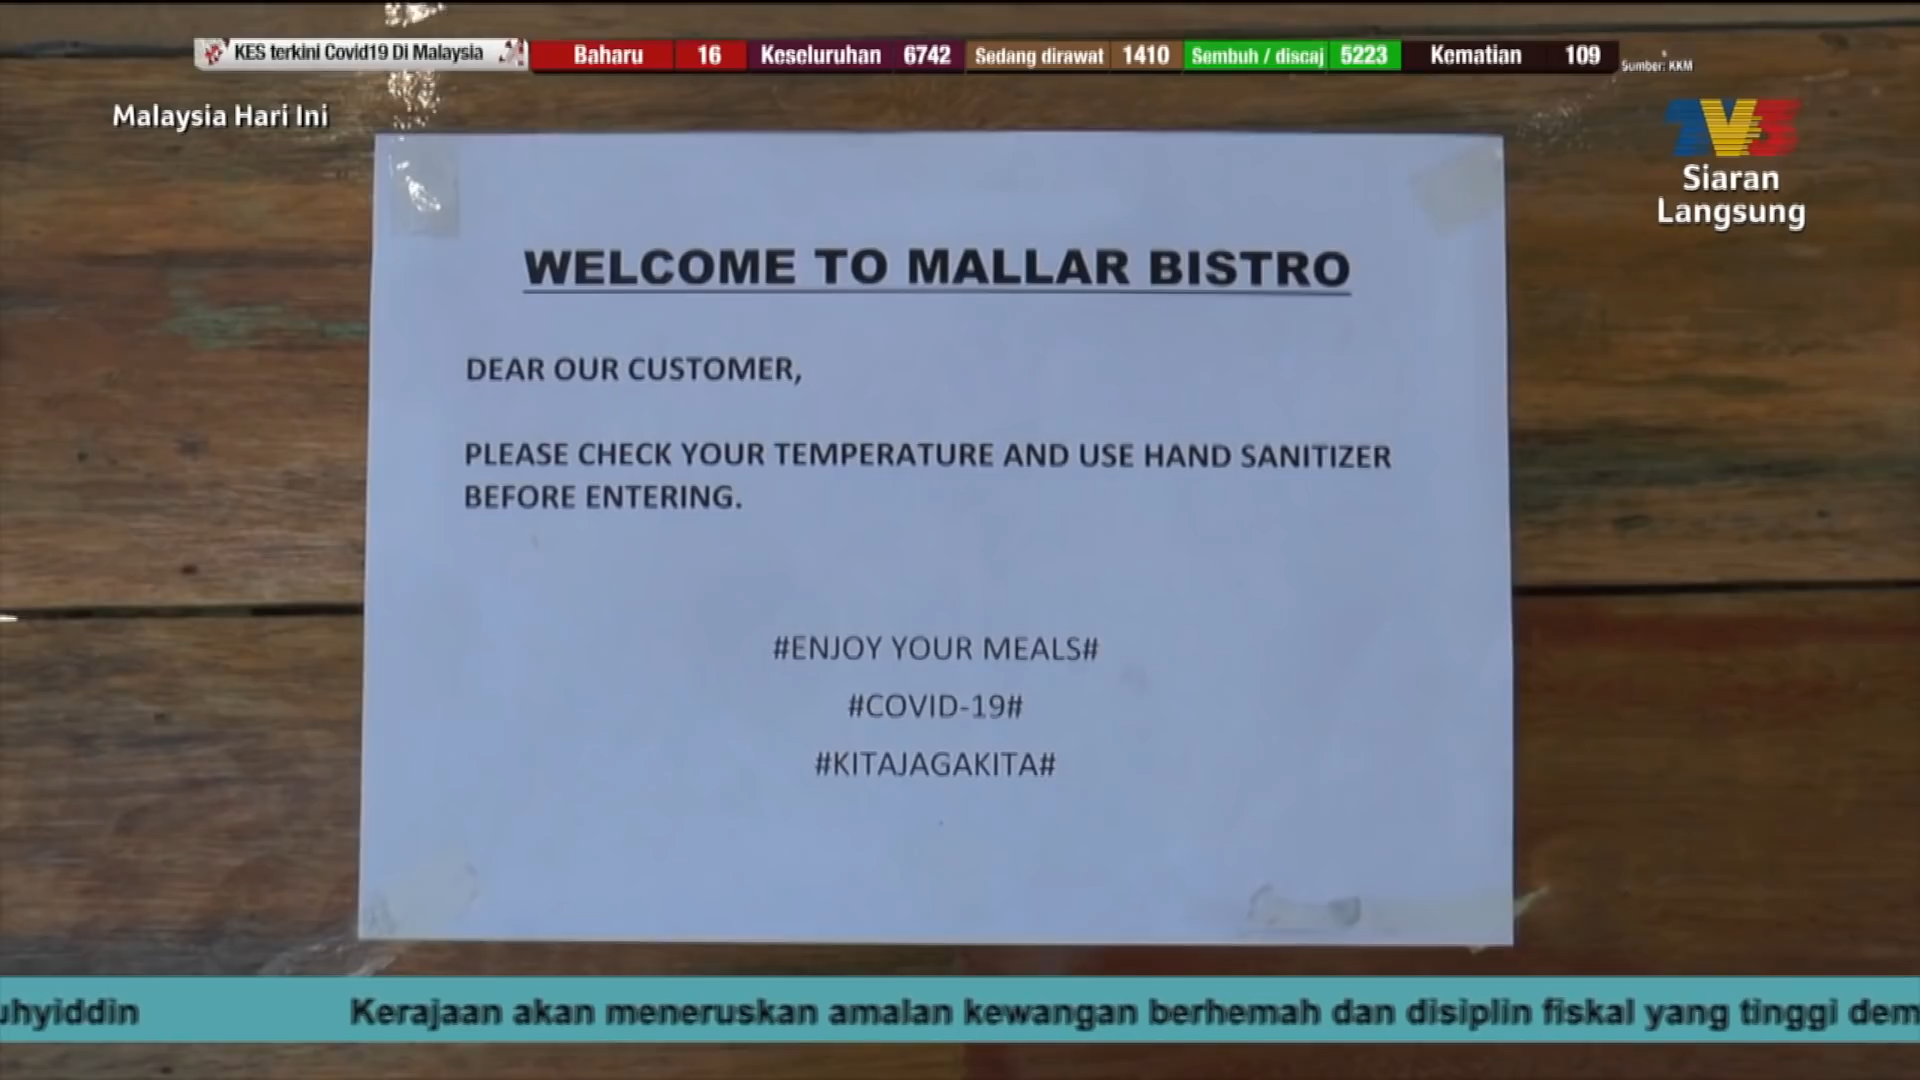 KES terkini Covid19 Di Malaysia Baharu 16 Keseluruhan 6742 Sedang dirawat 1410 Sembuh / discaj 5223 Kematian 109 Sumber: KKM
Malaysia Hari Ini
TV3
Siaran
Langsung
WELCOME TO MALLAR BISTRO
DEAR OUR CUSTOMER,
PLEASE CHECK YOUR TEMPERATURE AND USE HAND SANITIZER
BEFORE ENTERING.
#ENJOY YOUR MEALS#
#COVID-19#
#KITAJAGAKITA#
uhyiddin Kerajaan akan meneruskan amalan kewangan berhemah dan disiplin fiskal yang tinggi dem